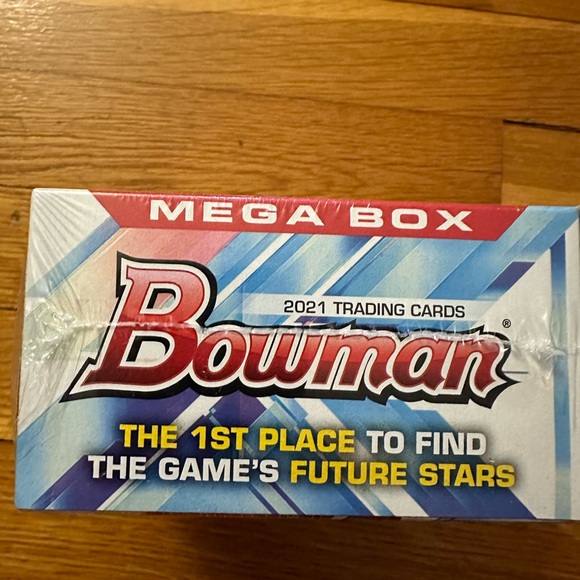 MEGA BOX
2021 TRADING CARDS
Bowman®
THE 1ST PLACE TO FIND
THE GAME'S FUTURE STARS